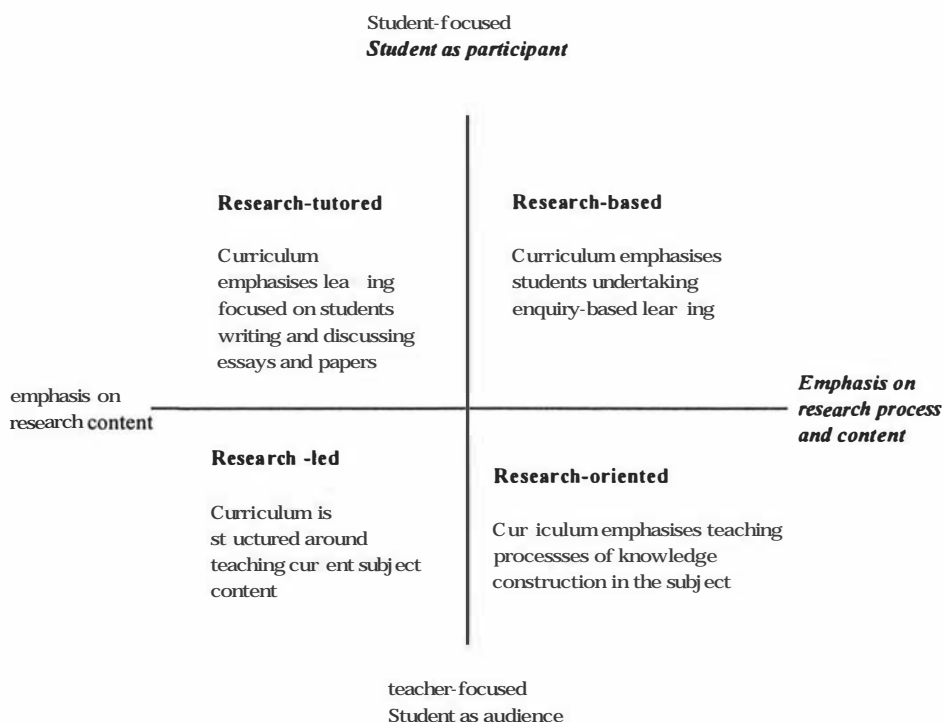 Student-focused
Student as participant
Research-tutored
Curriculum
emphasises lea ing
focused on students
writing and discussing
essays and papers
Research-based
Curriculum emphasises
students undertaking
enquiry-based lear ing
emphasis on
research content
Emphasis on
research process
and content
Research -led
Curriculum is
st uctured around
teaching cur ent subject
content
Research-oriented
Cur iculum emphasises teaching
processses of knowledge
construction in the subject
teacher-focused
Student as audience